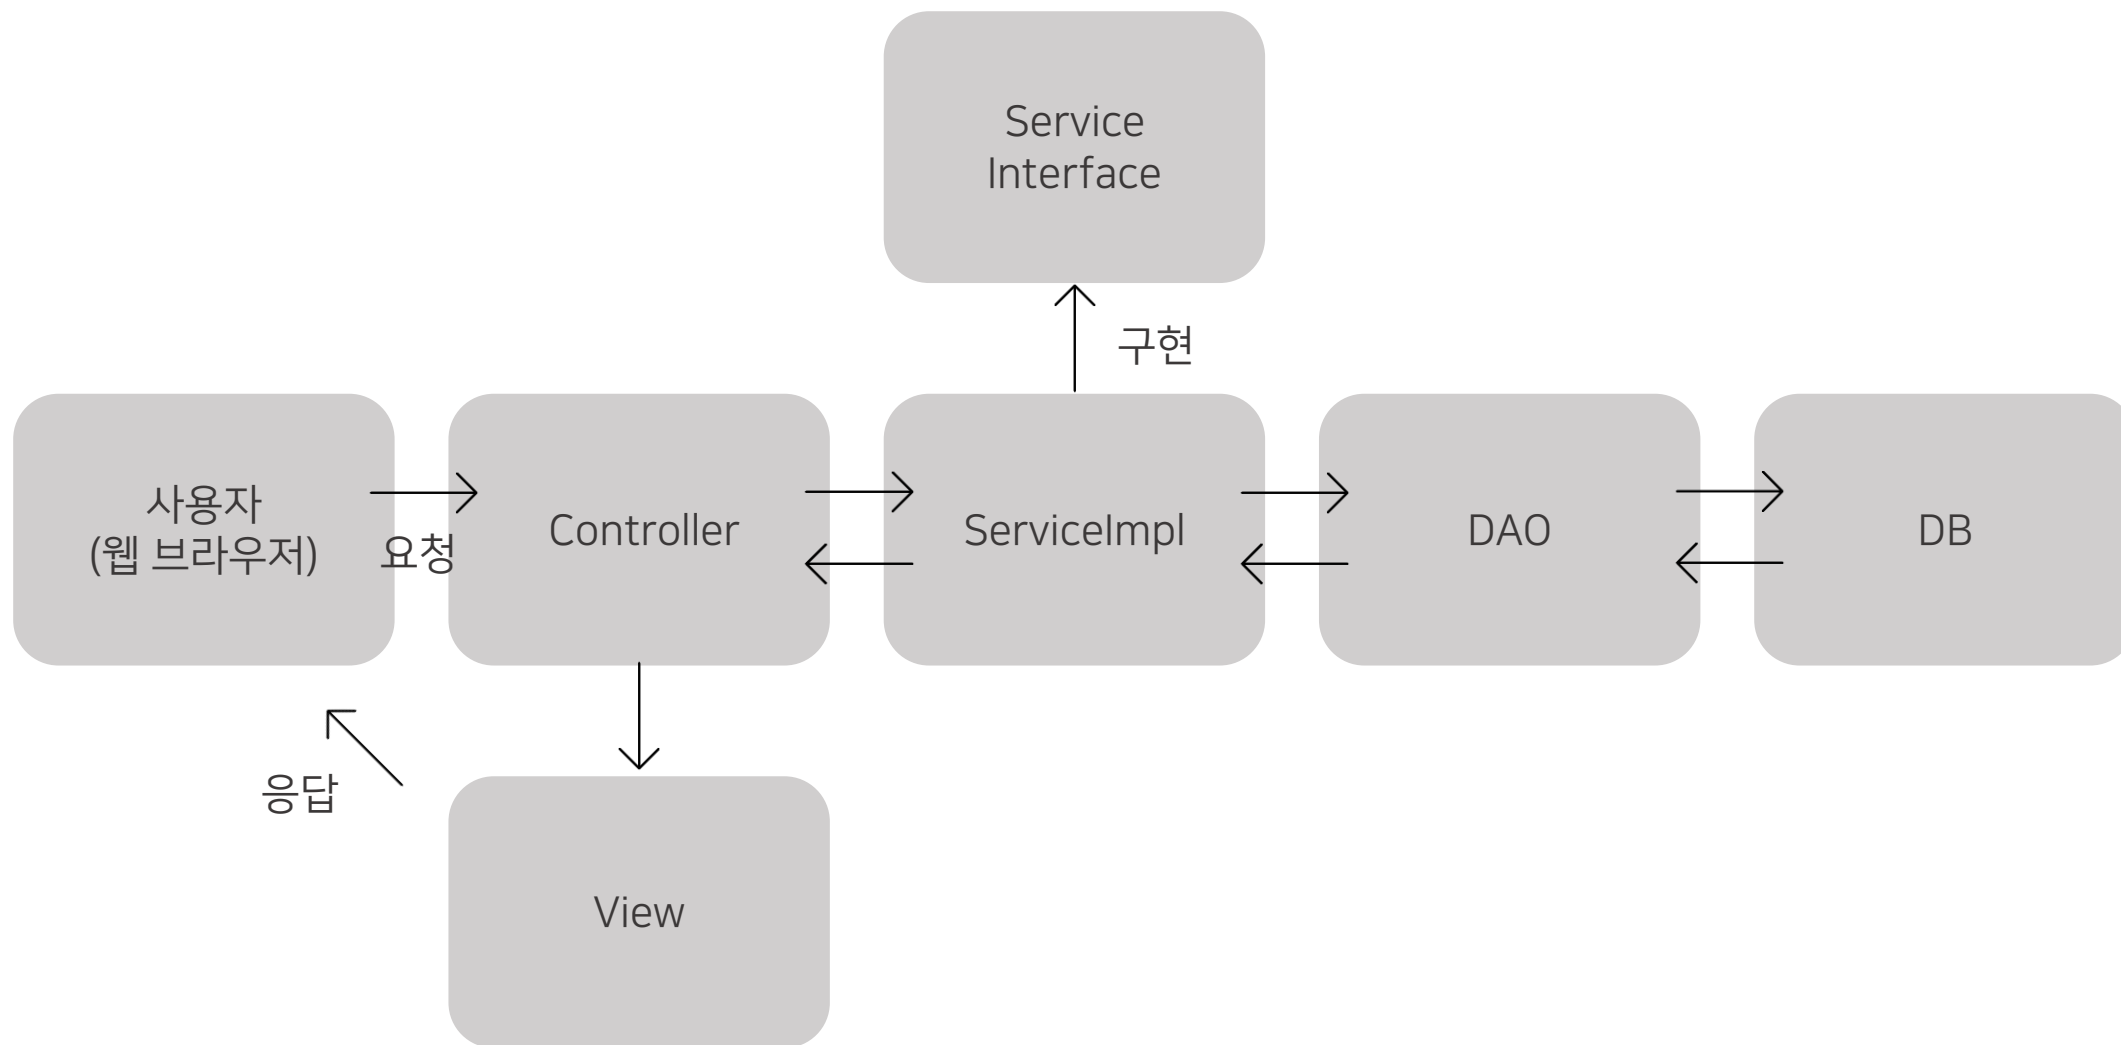 Service
Interface
구현
사용자
(웹 브라우저)
요청
Controller
ServiceImpl
DAO
DB
응답
View